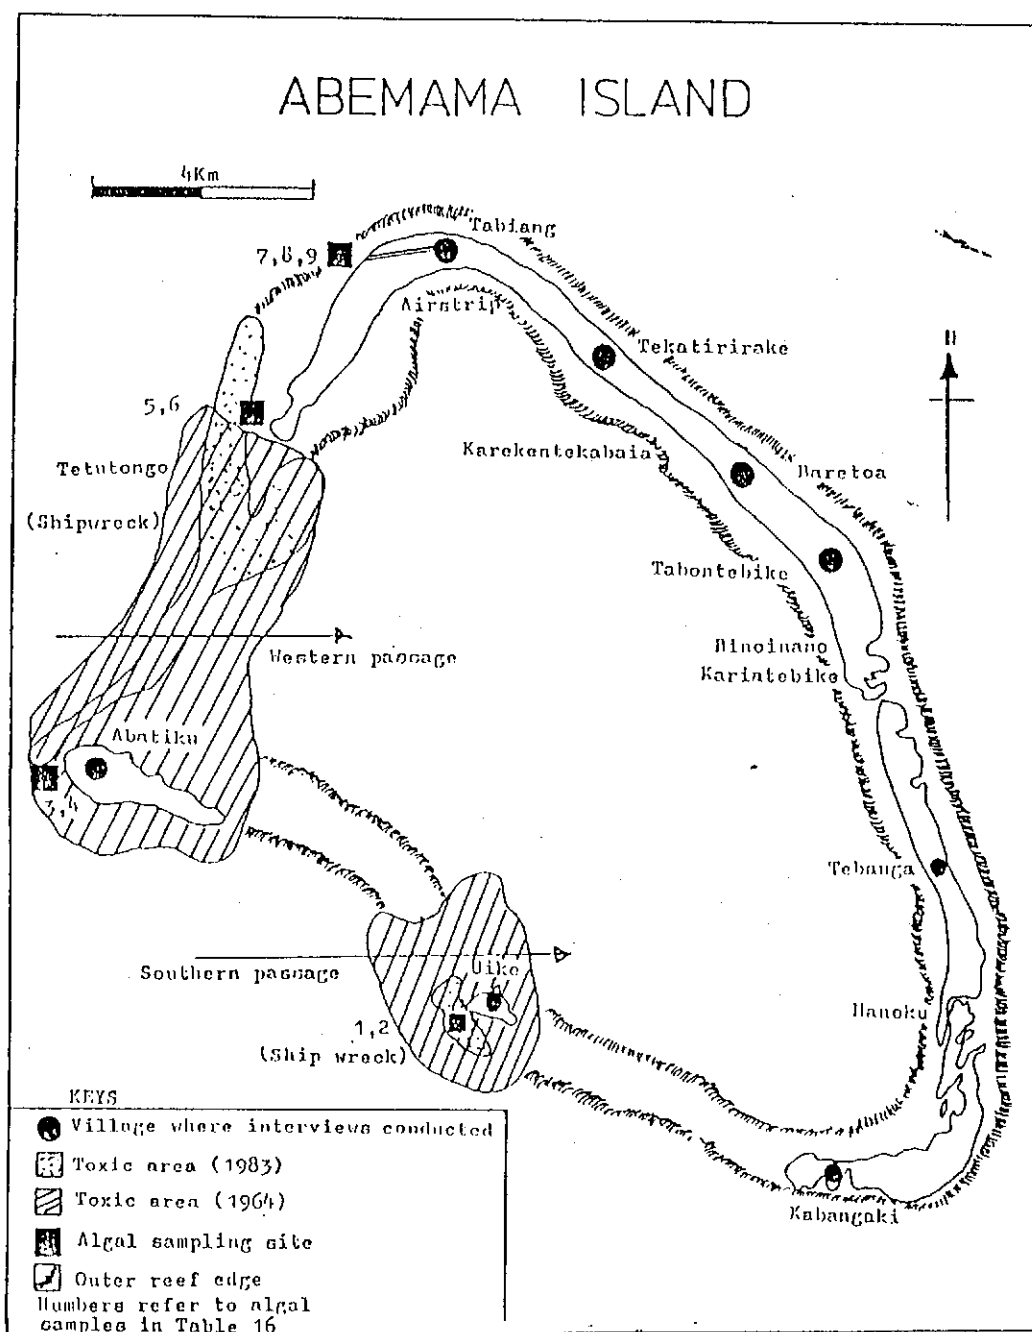 ABEMAMA ISLAND
4Km
Tabiang
7,8,9
Airstrip
Tekatirirake
5,6
Tetutongo
(Shipwreck)
Karekentekabaia
Baretoa
Tabontebike
Western passage
Binoinano
Karintebike
Abatiku
Tebanga
Southern passage
Uike
Manoku
1,2
(Ship wreck)
Kabangaki
KEYS
Village where interviews conducted
Toxic area (1983)
Toxic area (1964)
Algal sampling site
Outer reef edge
Numbers refer to algal
samples in Table 16